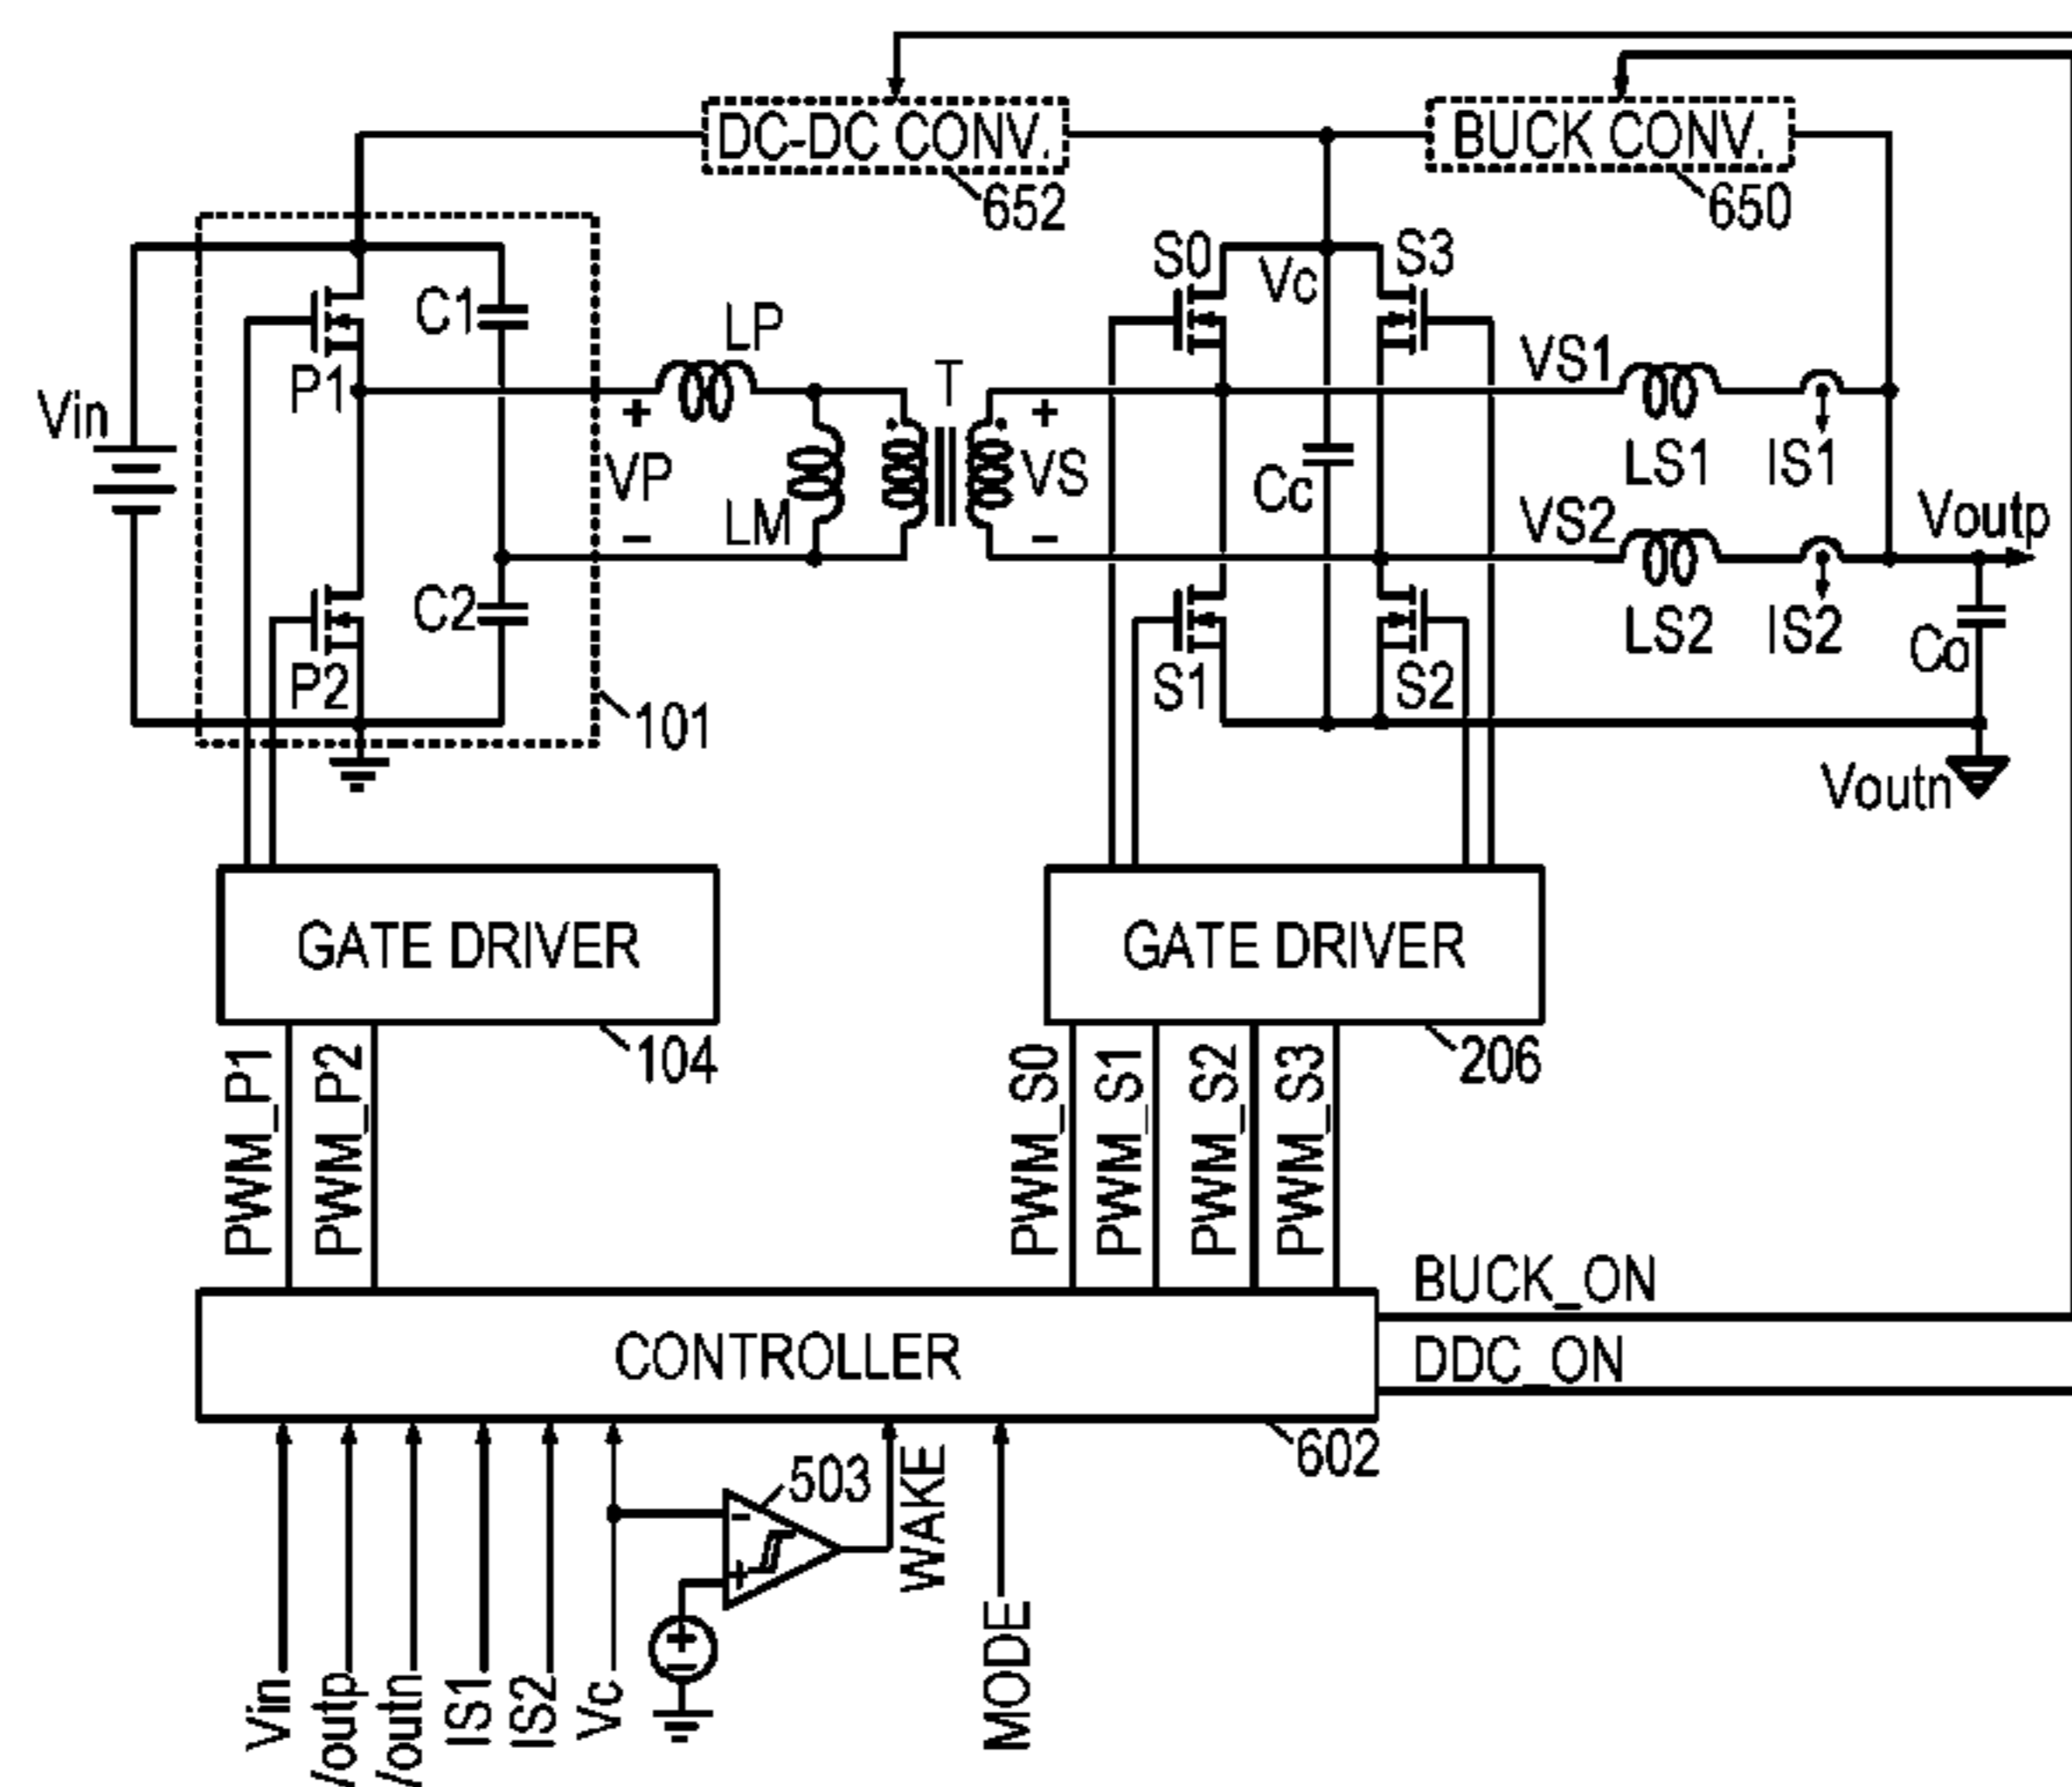 DC-DC CONV.
652
BUCK CONV.
650
S0
S3
Vc
C1
LP
T
VS1
P1
Vin
+
VP
−
LM
+
VS
−
Cc
LS1
IS1
VS2
Voutp
C2
P2
S1
S2
LS2
IS2
Co
101
Voutn
GATE DRIVER
104
GATE DRIVER
206
PWM_P1
PWM_P2
PWM_S0
PWM_S1
PWM_S2
PWM_S3
BUCK_ON
DDC_ON
CONTROLLER
602
503
-
+
+
-
WAKE
MODE
Vin
/outp
/outn
IS1
IS2
Vc